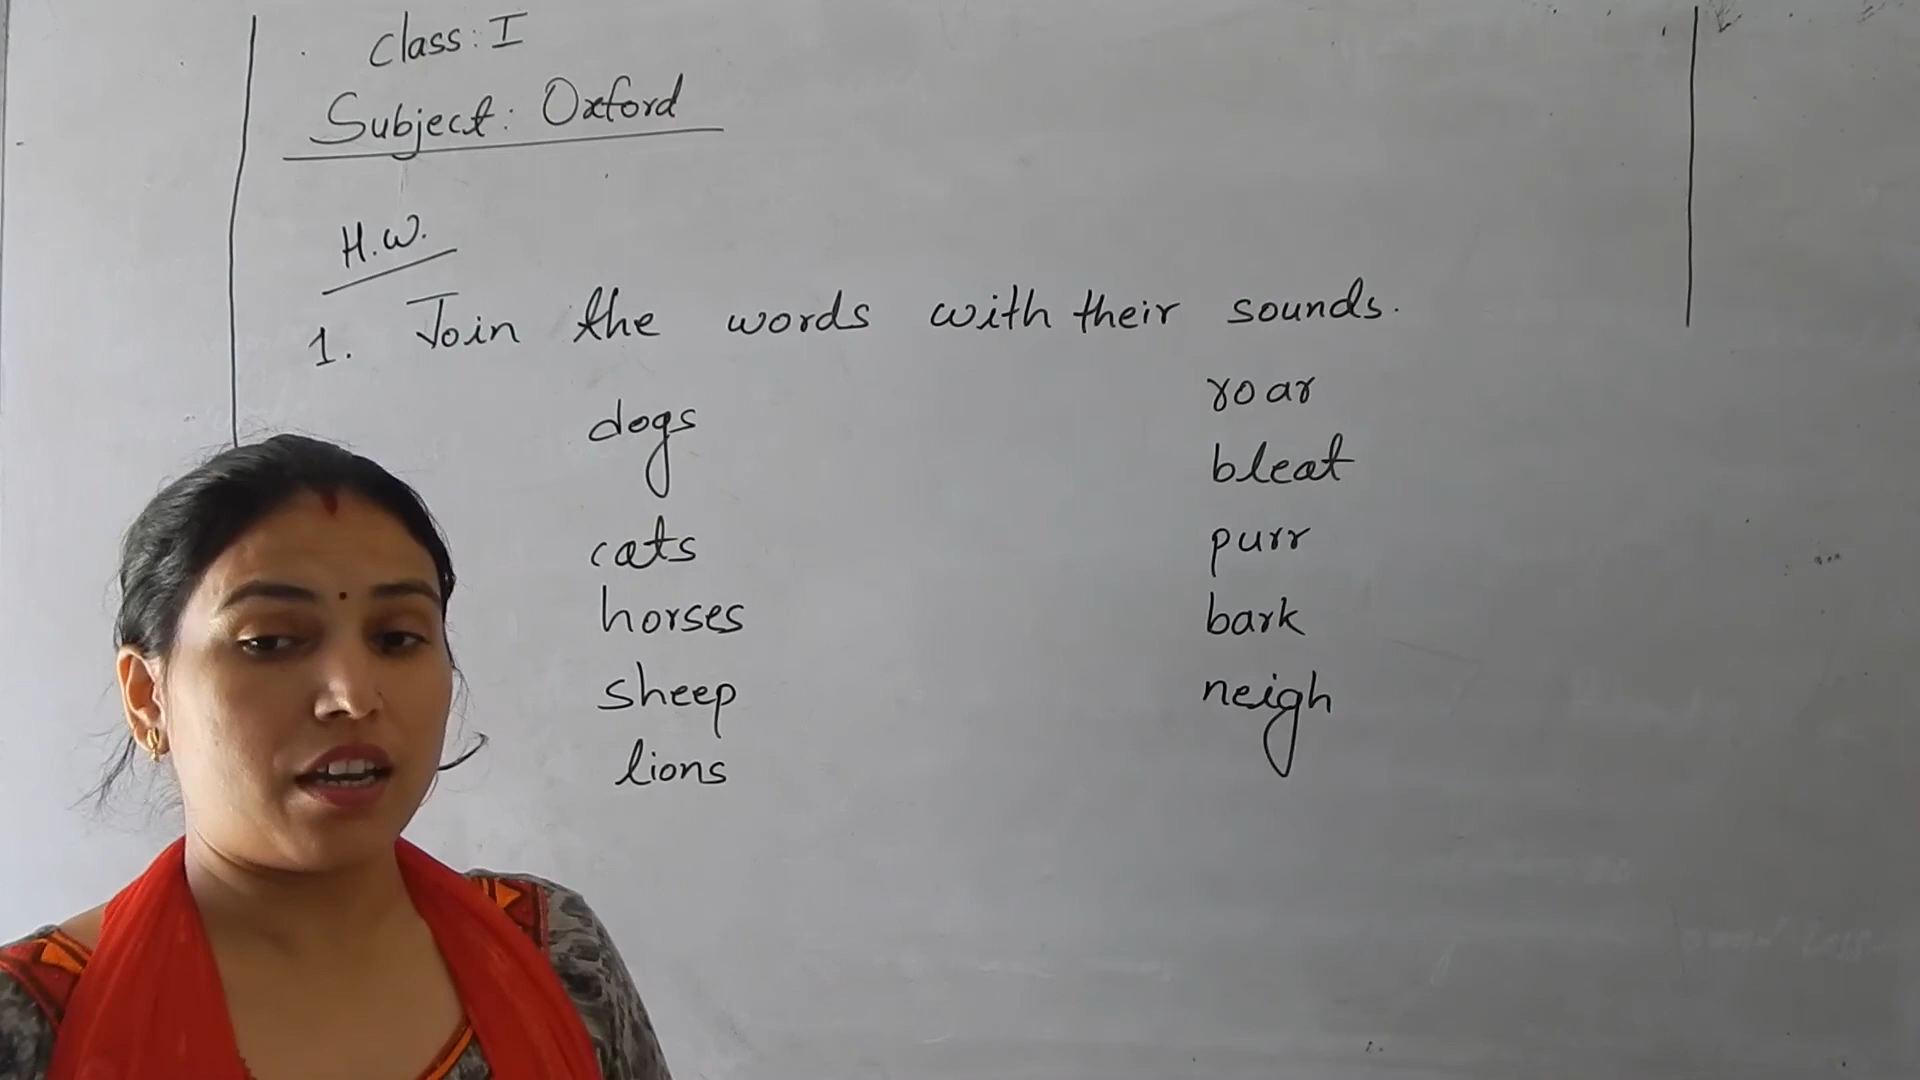 Class: I
Subject: Oxford
H.W.
1. Join the words with their sounds.
dogs roar
bleat
cats purr
horses bark
sheep neigh
lions